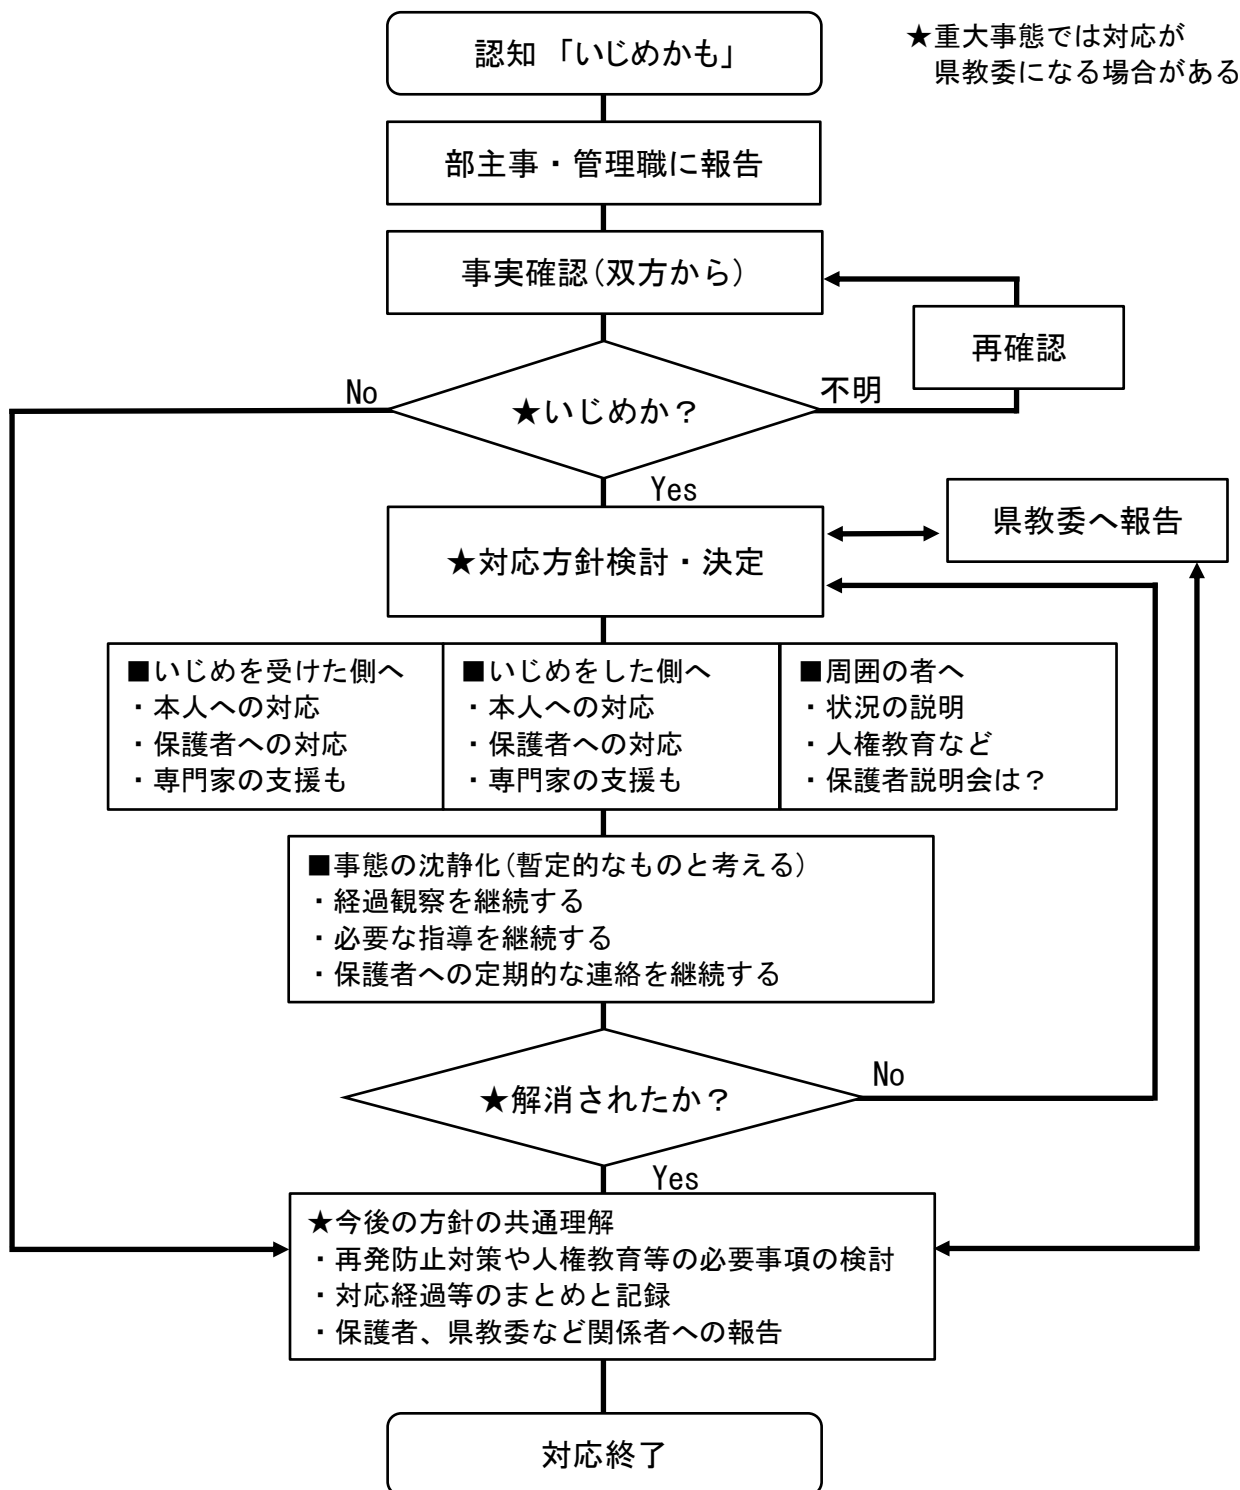 認知 「いじめかも」
★重大事態では対応が
県教委になる場合がある
部主事・管理職に報告
事実確認(双方から)
再確認
No
不明
★いじめか？
Yes
県教委へ報告
★対応方針検討・決定
■いじめを受けた側へ
・本人への対応
・保護者への対応
・専門家の支援も
■いじめをした側へ
・本人への対応
・保護者への対応
・専門家の支援も
■周囲の者へ
・状況の説明
・人権教育など
・保護者説明会は？
■事態の沈静化(暫定的なものと考える)
・経過観察を継続する
・必要な指導を継続する
・保護者への定期的な連絡を継続する
No
★解消されたか？
Yes
★今後の方針の共通理解
・再発防止対策や人権教育等の必要事項の検討
・対応経過等のまとめと記録
・保護者、県教委など関係者への報告
対応終了